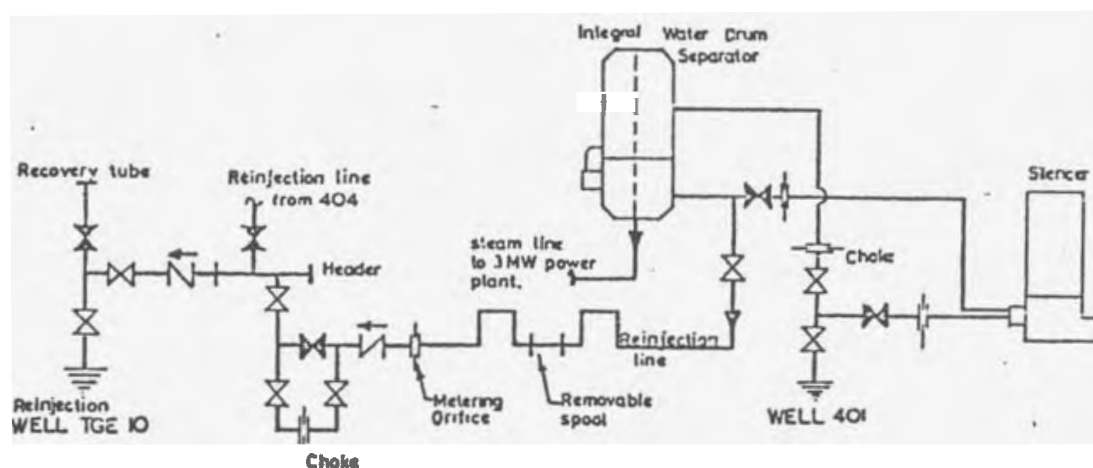 Integral Water Drum
Separator
Recovery tube
Reinjection line
from 404
Silencer
steam line
to 3MW power
plant.
Header
Choke
Reinjection
line
Metering
Orifice
Removable
spool
Reinjection
WELL TGE 10
WELL 401
Choke